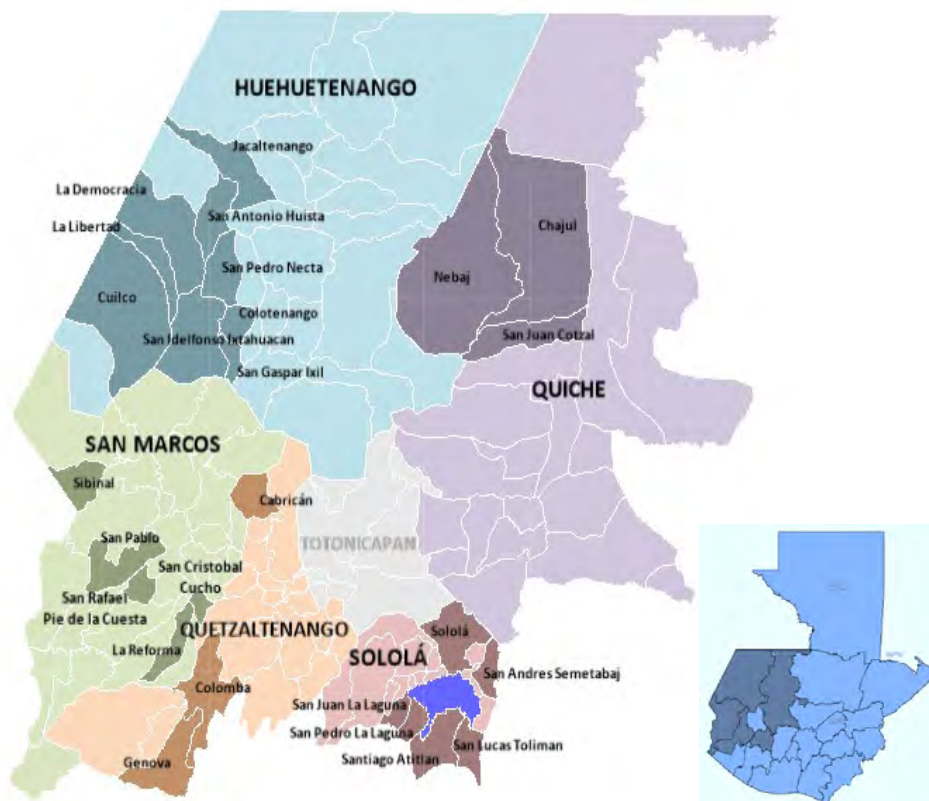 HUEHUETENANGO
Jacaltenango
La Democracia
San Antonio Huista
La Libertad
Chajul
San Pedro Necta
Nebaj
Cuilco
Colotenango
San Idelfonso Ixtahuacan
San Juan Cotzal
San Gaspar Ixil
QUICHE
SAN MARCOS
Sibinal
Cabricán
San Pablo
TOTONICAPAN
San Cristobal
Cucho
San Rafael
Pie de la Cuesta
QUETZALTENANGO
Sololá
La Reforma
SOLOLÁ
San Andres Semetabaj
Colomba
San Juan La Laguna
San Pedro La Laguna
San Lucas Toliman
Santiago Atitlan
Genova